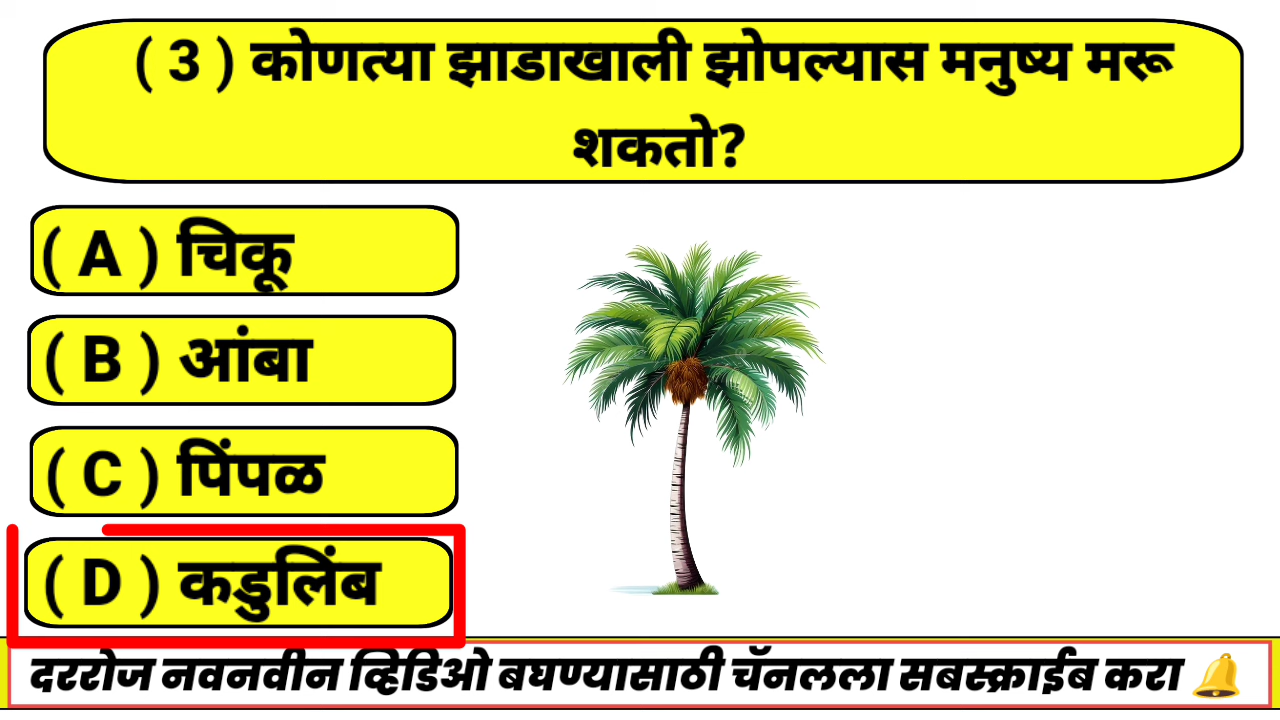 ( 3 ) कोणत्या झाडाखाली झोपल्यास मनुष्य मरू
शकतो?
( A ) चिकू
( B ) आंबा
( C ) पिंपळ
( D ) कडुलिंब
दररोज नवनवीन व्हिडिओ बघण्यासाठी चॅनलला सबस्क्राईब करा 🔔